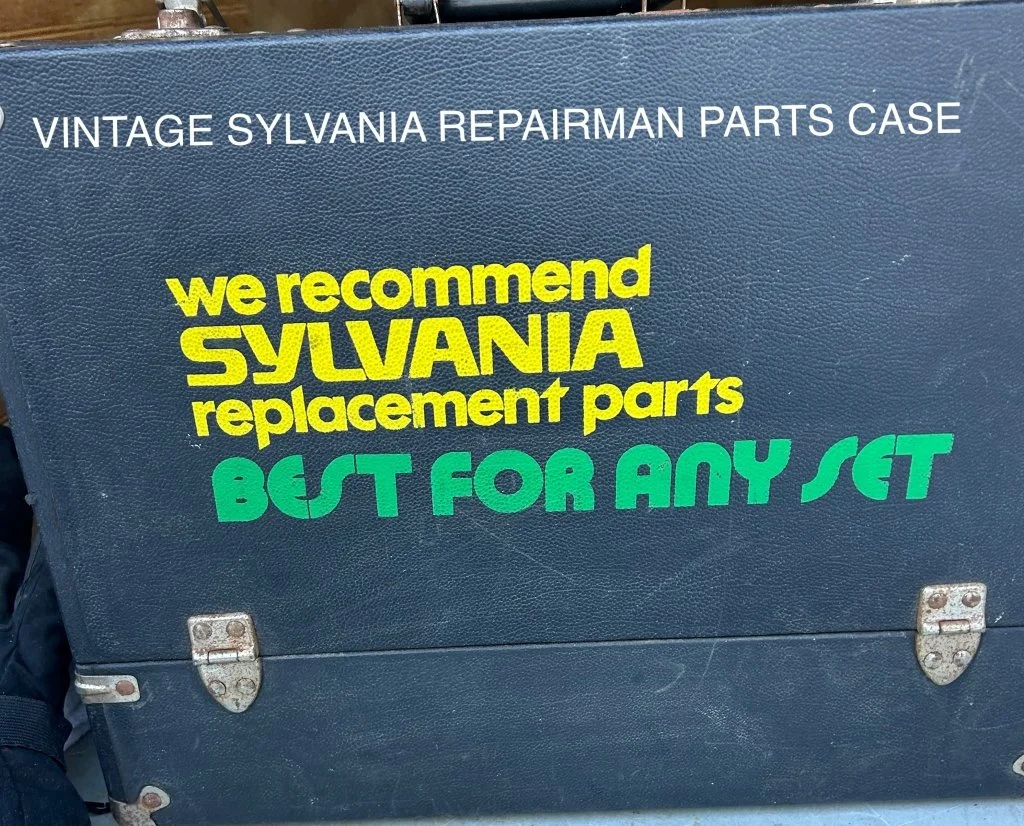 VINTAGE SYLVANIA REPAIRMAN PARTS CASE
we recommend
SYLVANIA
replacement parts
BEST FOR ANY SET